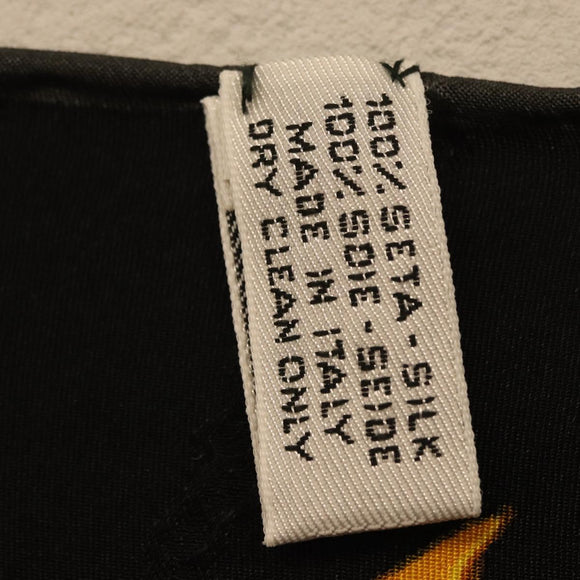 100% SETA - SILK
100% SOIE - SEIDE
MADE IN ITALY
DRY CLEAN ONLY